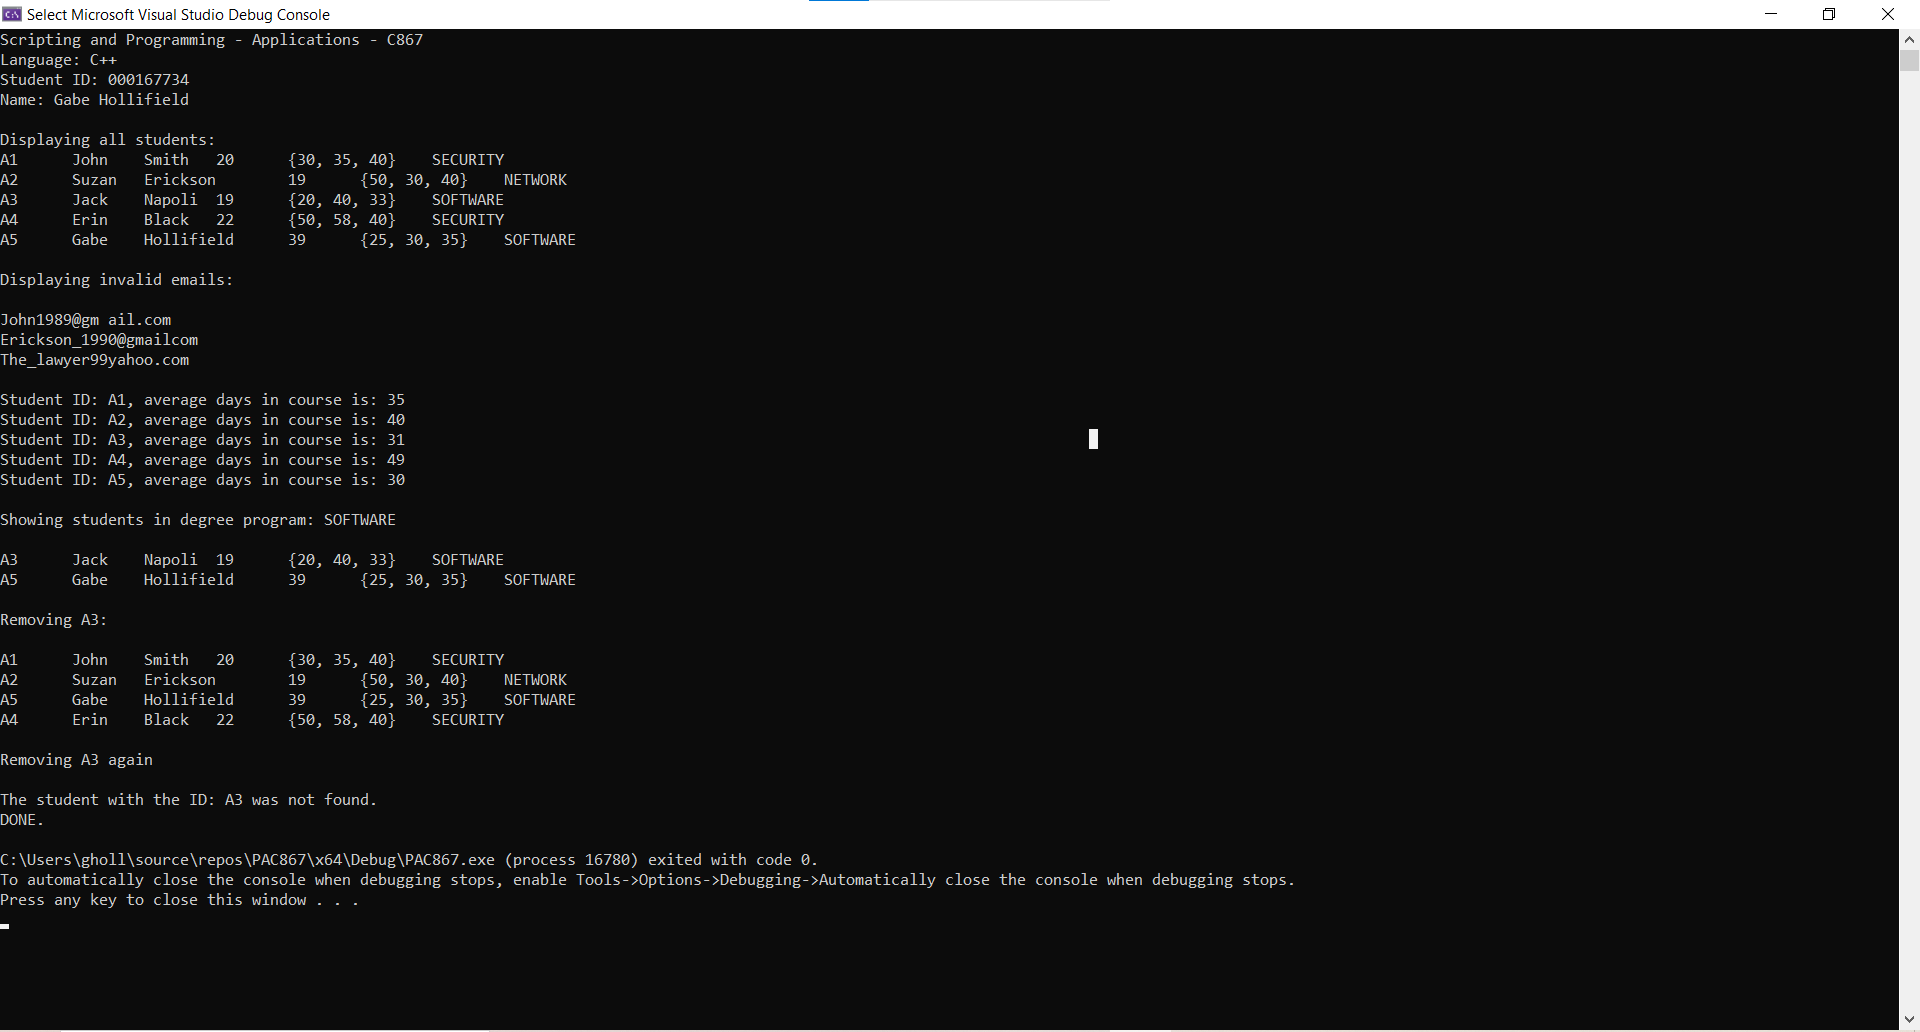 Select Microsoft Visual Studio Debug Console
Scripting and Programming - Applications - C867
Language: C++
Student ID: 000167734
Name: Gabe Hollifield
Displaying all students:
A1 John Smith 20 {30, 35, 40} SECURITY
A2 Suzan Erickson 19 {50, 30, 40} NETWORK
A3 Jack Napoli 19 {20, 40, 33} SOFTWARE
A4 Erin Black 22 {50, 58, 40} SECURITY
A5 Gabe Hollifield 39 {25, 30, 35} SOFTWARE
Displaying invalid emails:
John1989@gm ail.com
Erickson_1990@gmailcom
The_lawyer99yahoo.com
Student ID: A1, average days in course is: 35
Student ID: A2, average days in course is: 40
Student ID: A3, average days in course is: 31
Student ID: A4, average days in course is: 49
Student ID: A5, average days in course is: 30
Showing students in degree program: SOFTWARE
A3 Jack Napoli 19 {20, 40, 33} SOFTWARE
A5 Gabe Hollifield 39 {25, 30, 35} SOFTWARE
Removing A3:
A1 John Smith 20 {30, 35, 40} SECURITY
A2 Suzan Erickson 19 {50, 30, 40} NETWORK
A5 Gabe Hollifield 39 {25, 30, 35} SOFTWARE
A4 Erin Black 22 {50, 58, 40} SECURITY
Removing A3 again
The student with the ID: A3 was not found.
DONE.
C:\Users\gholl\source\repos\PAC867\x64\Debug\PAC867.exe (process 16780) exited with code 0.
To automatically close the console when debugging stops, enable Tools->Options->Debugging->Automatically close the console when debugging stops.
Press any key to close this window . . .